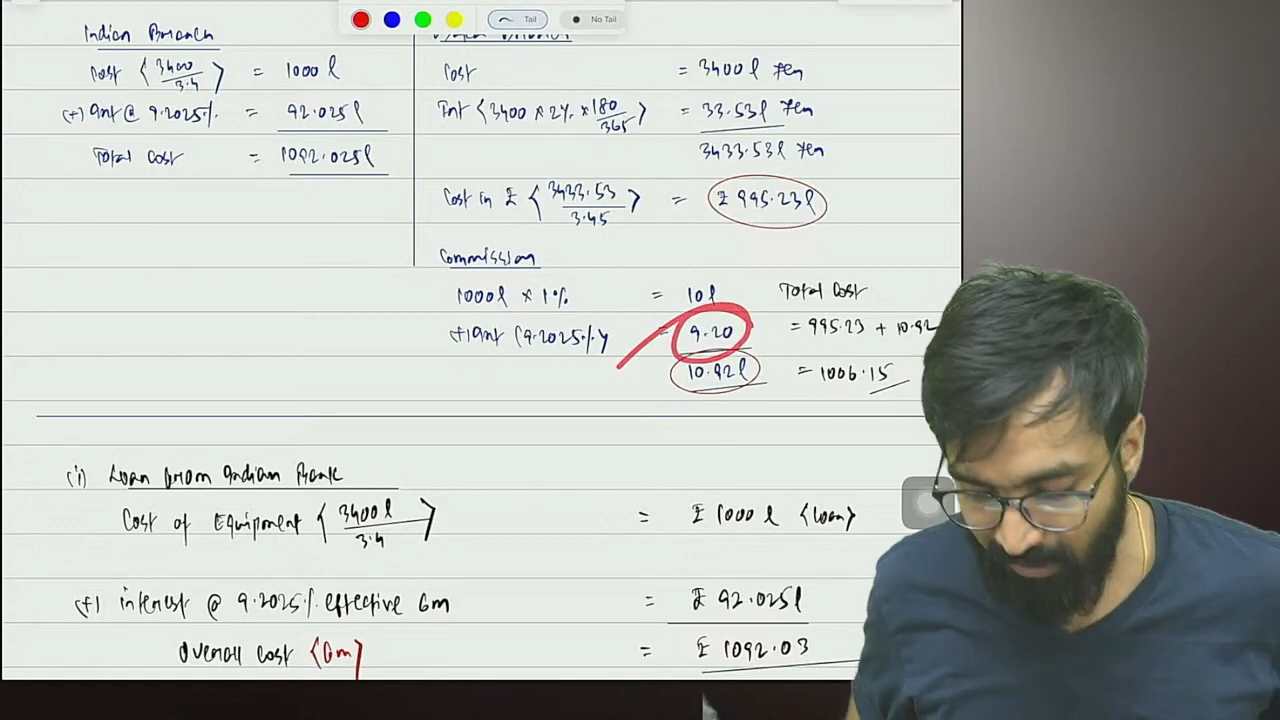 Tail No Tail
Indian Branch
Cost ⟨3400/3.4⟩ = 1000 l
(+) Int @ 9.2025% = 92.025 l
Total Cost = 1092.025 l
Cost = 3400 l Yen
Int ⟨3400 × 2% × 180/365⟩ = 33.53 l Yen
3433.53 l Yen
Cost in ₹ ⟨3433.53/3.45⟩ = ₹ 995.23 l
Commission
1000 l × 1% = 10 l
(+) Int (9.2025%) = 9.20
10.92 l
Total Cost
= 995.23 + 10.92
= 1006.15
(i) Loan from Indian Bank
Cost of Equipment ⟨3400 l/3.4⟩ = ₹ 1000 l ⟨Loan⟩
(+) interest @ 9.2025% effective 6m = ₹ 92.025 l
Overall Cost ⟨6m⟩ = ₹ 1092.03